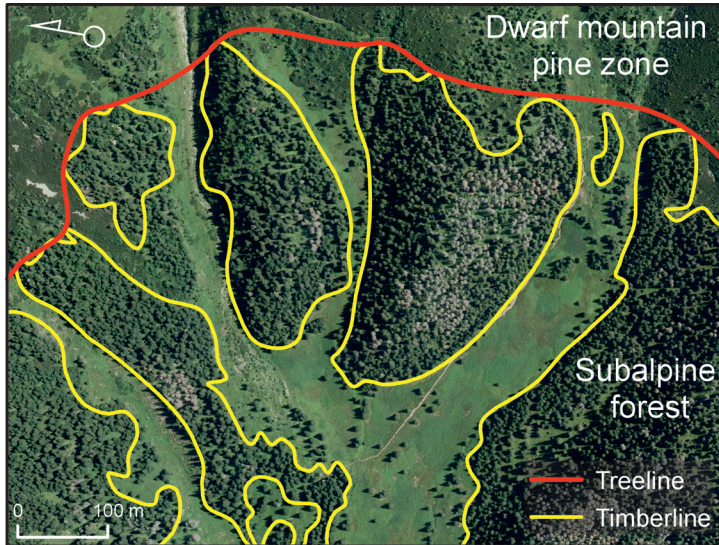 Dwarf mountain
pine zone
Subalpine
forest
Treeline
Timberline
0 100 m